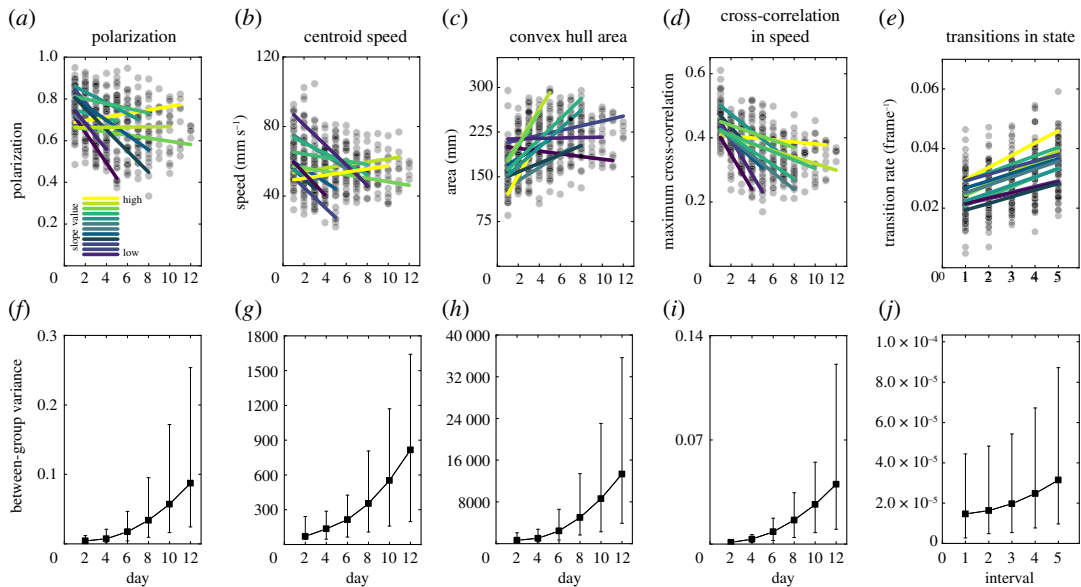 (a)
polarization
polarization
1.0
0.8
0.6
0.4
0.2
0
high
slope value
low
0 2 4 6 8 10 12
(b)
centroid speed
speed (mm s⁻¹)
120
80
40
0 2 4 6 8 10 12
(c)
convex hull area
area (mm)
300
225
150
75
0 2 4 6 8 10 12
(d)
cross-correlation
in speed
maximum cross-correlation
0.6
0.4
0.2
0 2 4 6 8 10 12
(e)
transitions in state
transition rate (frame⁻¹)
0.06
0.04
0.02
0
0 1 2 3 4 5
(f)
between-group variance
0.3
0.2
0.1
0 2 4 6 8 10 12
day
(g)
1800
1500
1200
900
600
300
0 2 4 6 8 10 12
day
(h)
40 000
32 000
24 000
16 000
8000
0 2 4 6 8 10 12
day
(i)
0.14
0.07
0 2 4 6 8 10 12
day
(j)
1.0 × 10⁻⁴
8.0 × 10⁻⁵
6.0 × 10⁻⁵
4.0 × 10⁻⁵
2.0 × 10⁻⁵
0
0 1 2 3 4 5
interval